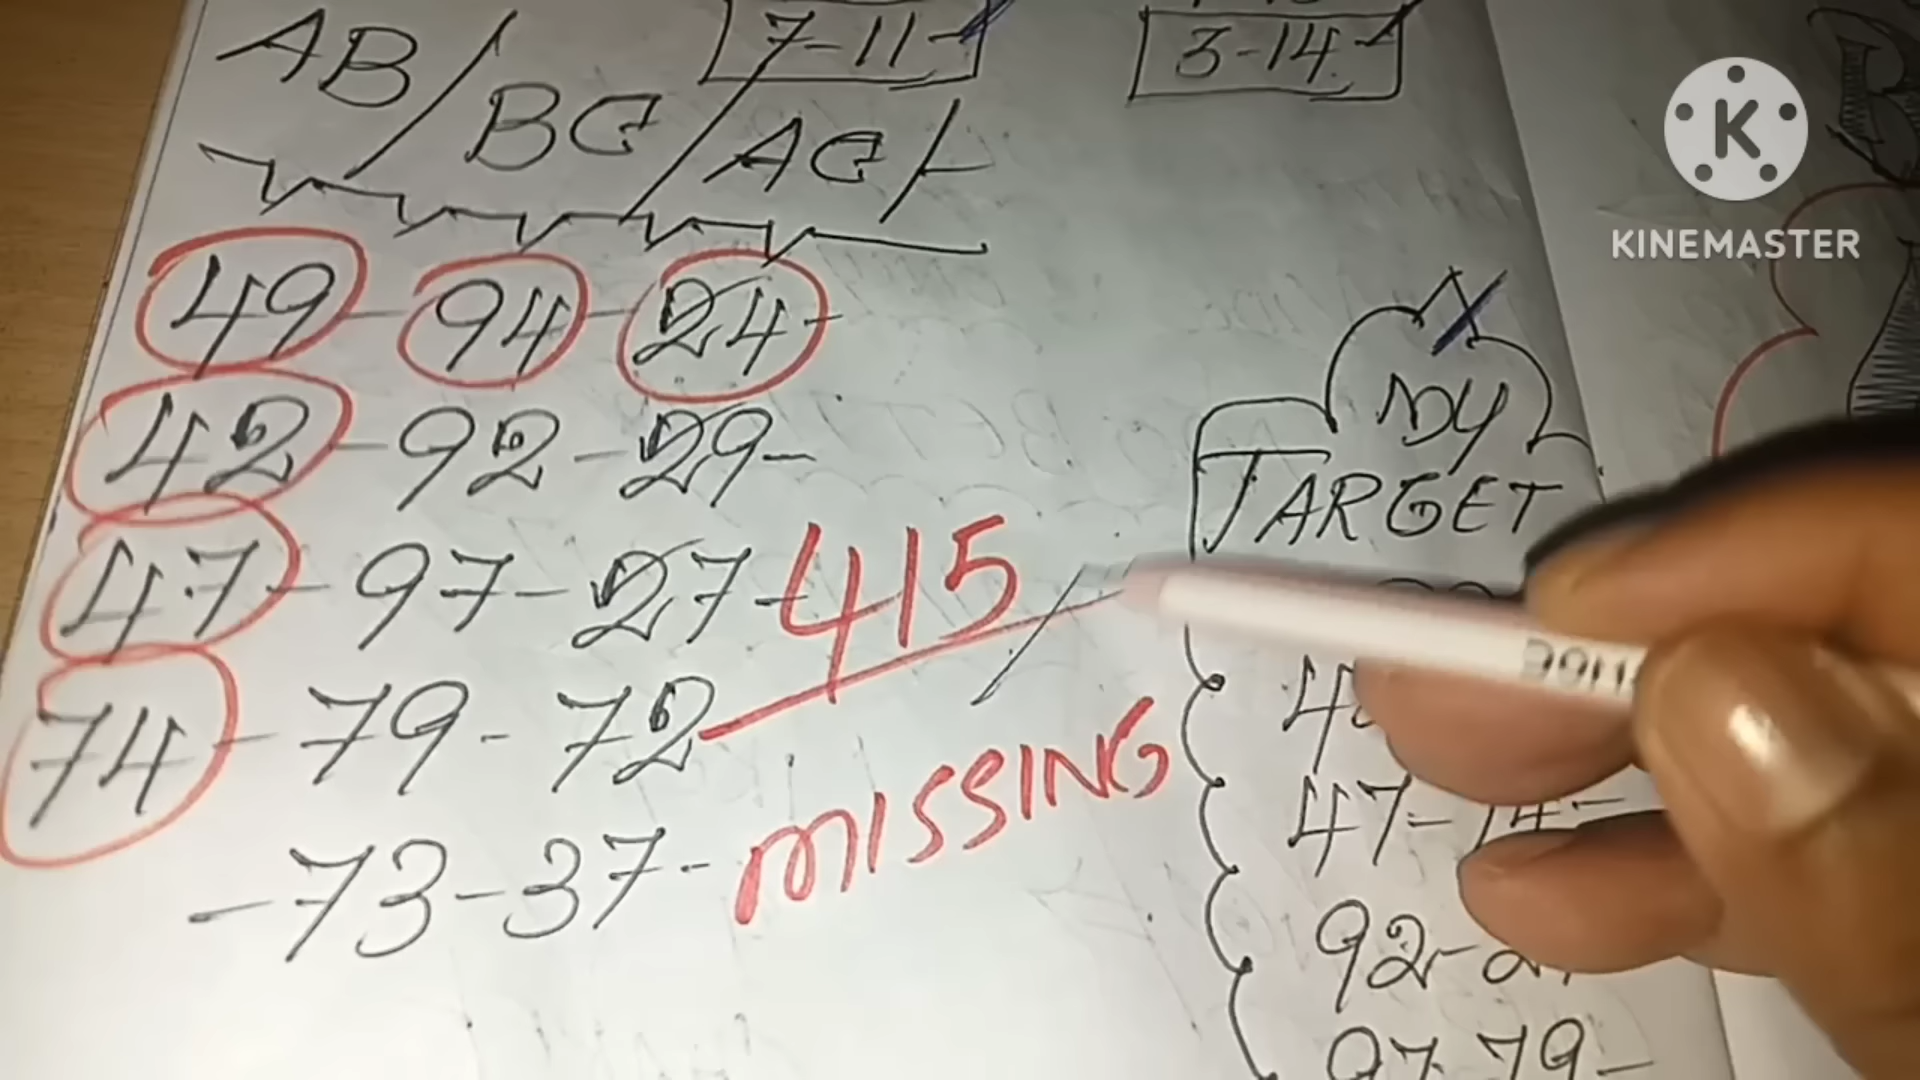 7-11-
3-14-
AB/BC/AC/-
K
KINEMASTER
49-94-24-
42-92-29-
47-97-27-
415/
74-79-72
-73-37-
MISSING
MY
TARGET
47-74-
92-
97-79-